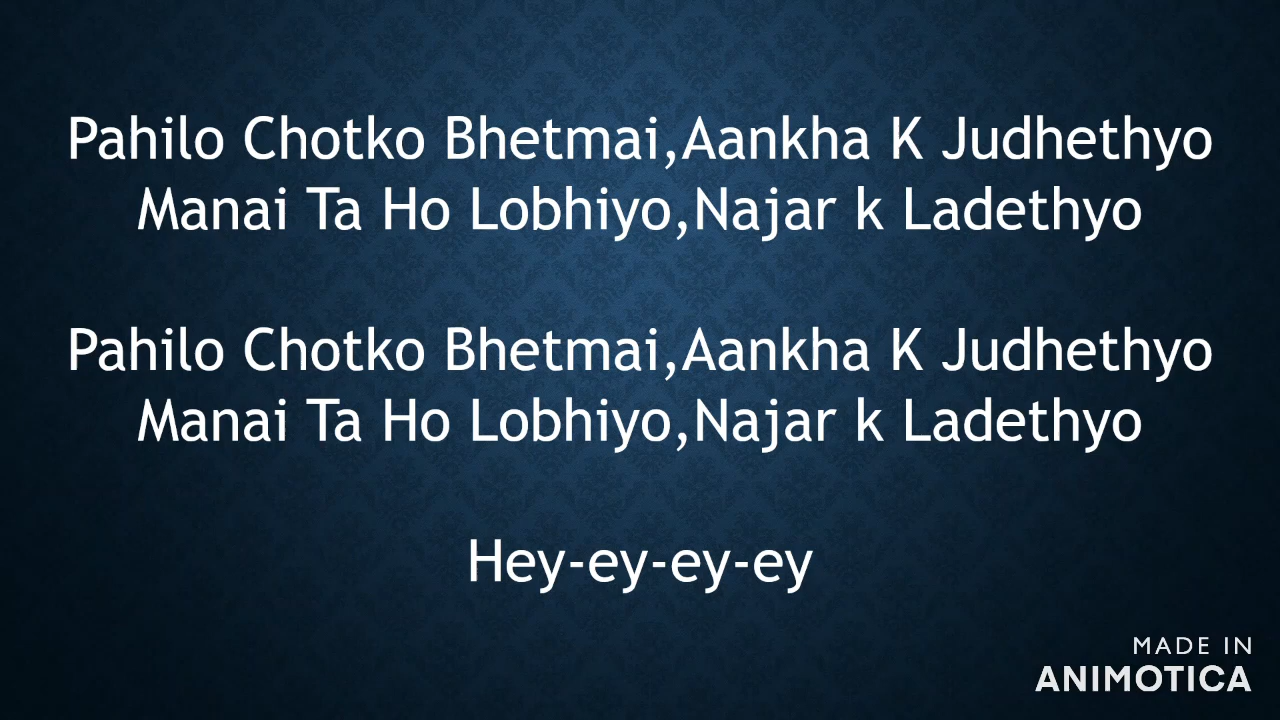 Pahilo Chotko Bhetmai,Aankha K Judhethyo
Manai Ta Ho Lobhiyo,Najar k Ladethyo
Pahilo Chotko Bhetmai,Aankha K Judhethyo
Manai Ta Ho Lobhiyo,Najar k Ladethyo
Hey-ey-ey-ey
MADE IN
ANIMOTICA